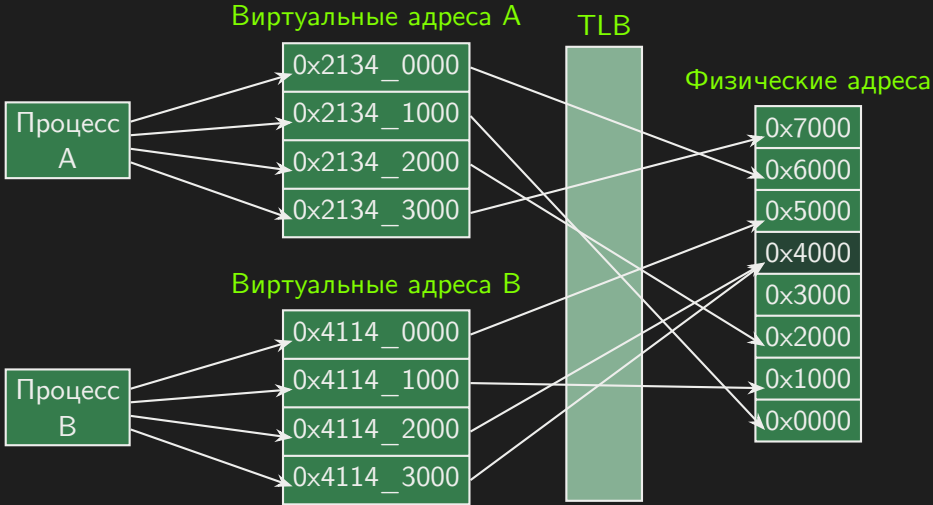 Виртуальные адреса A
TLB
Физические адреса
Процесс
A
0x2134_0000
0x2134_1000
0x2134_2000
0x2134_3000
0x7000
0x6000
0x5000
0x4000
0x3000
0x2000
0x1000
0x0000
Виртуальные адреса B
Процесс
B
0x4114_0000
0x4114_1000
0x4114_2000
0x4114_3000